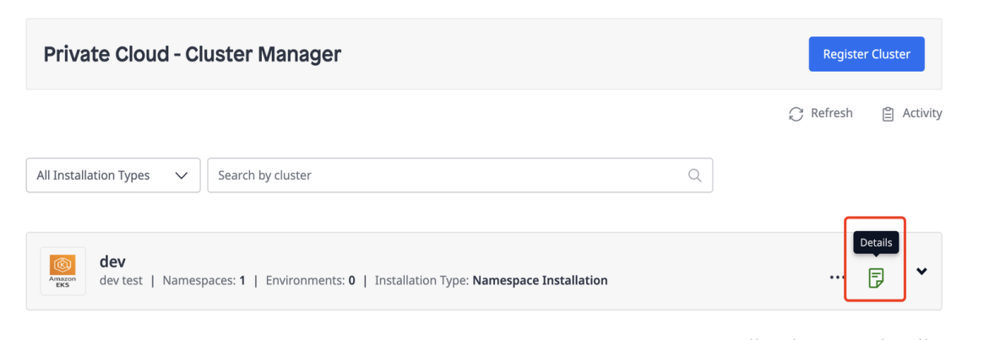 Private Cloud - Cluster Manager
Register Cluster
Refresh
Activity
All Installation Types
Search by cluster
Details
Amazon
EKS
dev
dev test | Namespaces: 1 | Environments: 0 | Installation Type: Namespace Installation